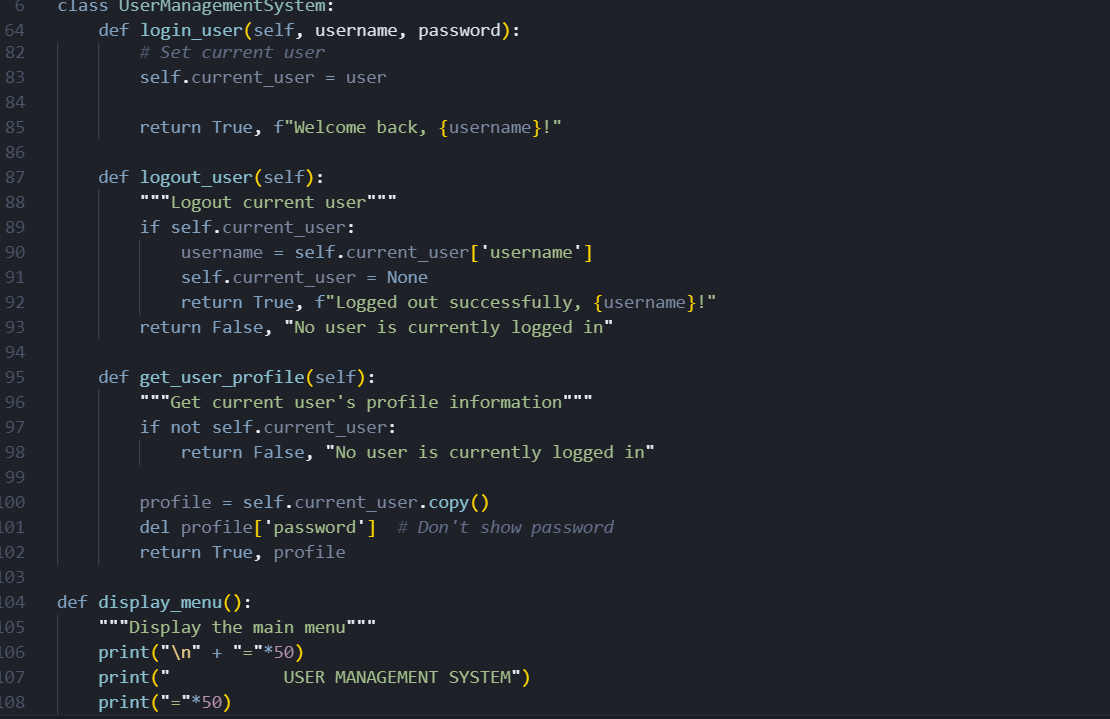 6 class UserManagementSystem:
64     def login_user(self, username, password):
82         # Set current user
83         self.current_user = user
84
85         return True, f"Welcome back, {username}!"
86
87     def logout_user(self):
88         """Logout current user"""
89         if self.current_user:
90             username = self.current_user['username']
91             self.current_user = None
92             return True, f"Logged out successfully, {username}!"
93         return False, "No user is currently logged in"
94
95     def get_user_profile(self):
96         """Get current user's profile information"""
97         if not self.current_user:
98             return False, "No user is currently logged in"
99
100         profile = self.current_user.copy()
101         del profile['password']  # Don't show password
102         return True, profile
103
104 def display_menu():
105     """Display the main menu"""
106     print("\n" + "="*50)
107     print("           USER MANAGEMENT SYSTEM")
108     print("="*50)